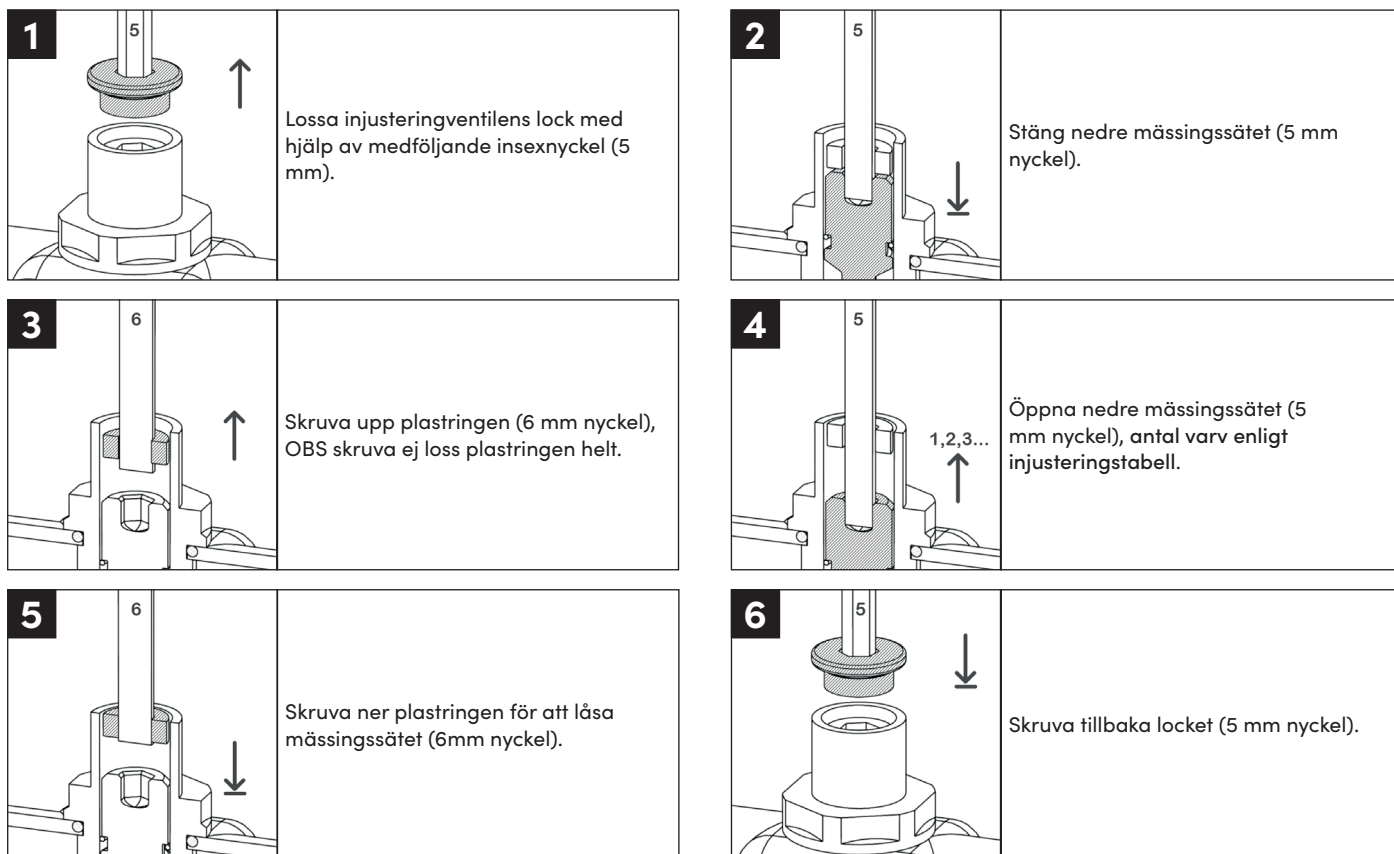 1
5
Lossa injusteringventilens lock med
hjälp av medföljande insexnyckel (5
mm).
2
5
Stäng nedre mässingssätet (5 mm
nyckel).
3
6
Skruva upp plastringen (6 mm nyckel),
OBS skruva ej loss plastringen helt.
4
5
1,2,3...
Öppna nedre mässingssätet (5
mm nyckel), antal varv enligt
injusteringstabell.
5
6
Skruva ner plastringen för att låsa
mässingssätet (6mm nyckel).
6
5
Skruva tillbaka locket (5 mm nyckel).